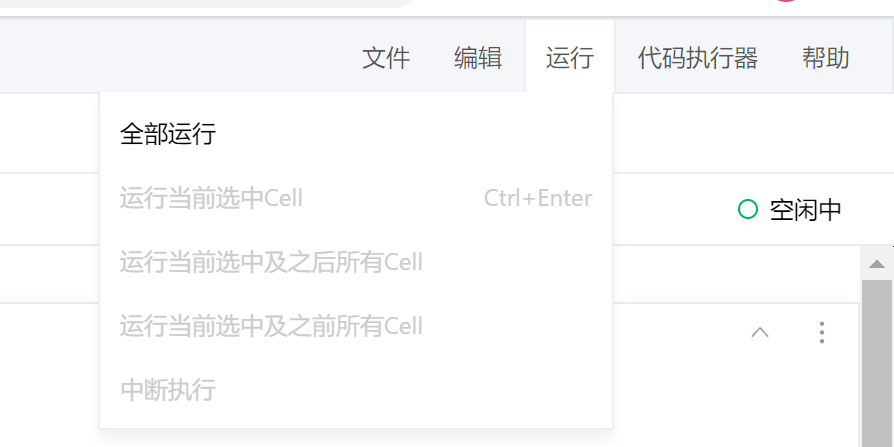 文件 编辑 运行 代码执行器 帮助
全部运行
运行当前选中Cell Ctrl+Enter
空闲中
运行当前选中及之后所有Cell
运行当前选中及之前所有Cell
中断执行